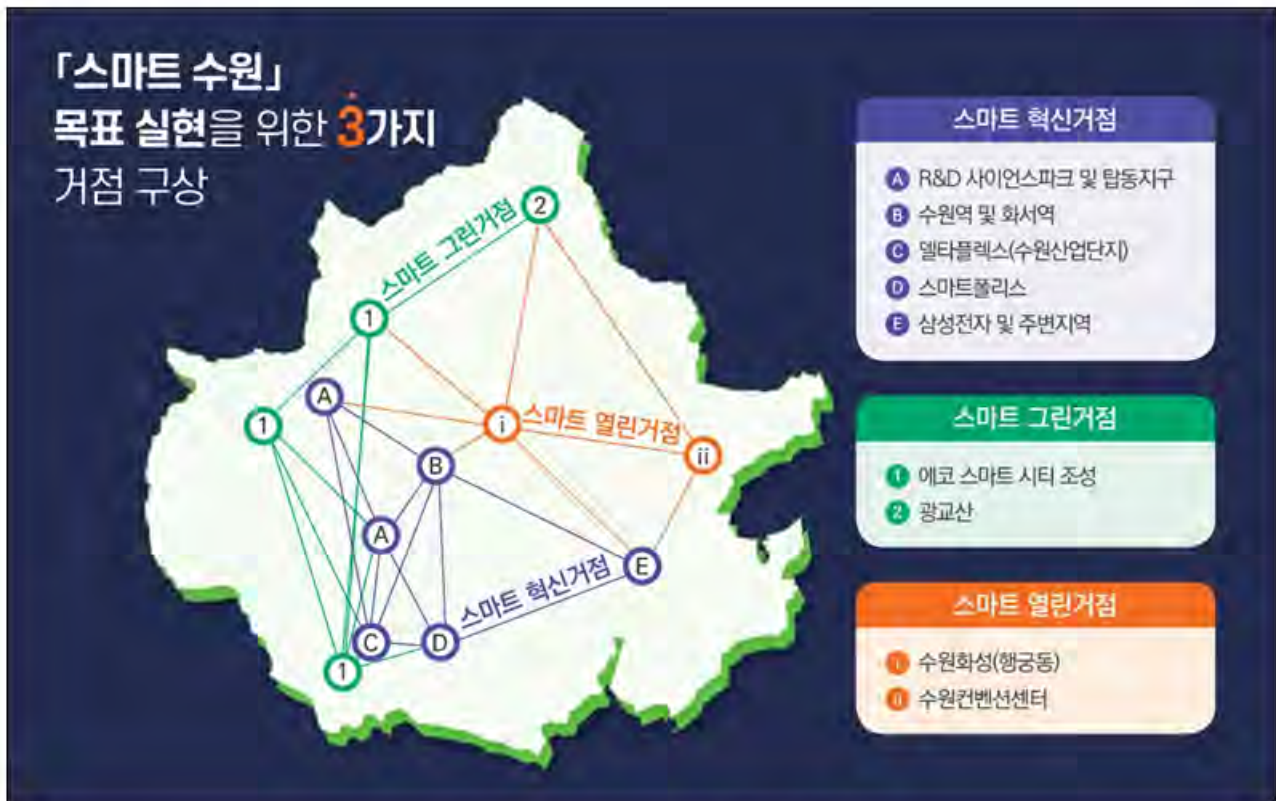 「스마트 수원」
목표 실현을 위한 3가지
거점 구상
2
스마트 그린거점
1
A
1
i
스마트 열린거점
ii
B
A
E
스마트 혁신거점
C
D
1
스마트 혁신거점
A R&D 사이언스파크 및 탑동지구
B 수원역 및 화서역
C 델타플렉스(수원산업단지)
D 스마트폴리스
E 삼성전자 및 주변지역
스마트 그린거점
1 에코 스마트 시티 조성
2 광교산
스마트 열린거점
i 수원화성(행궁동)
ii 수원컨벤션센터